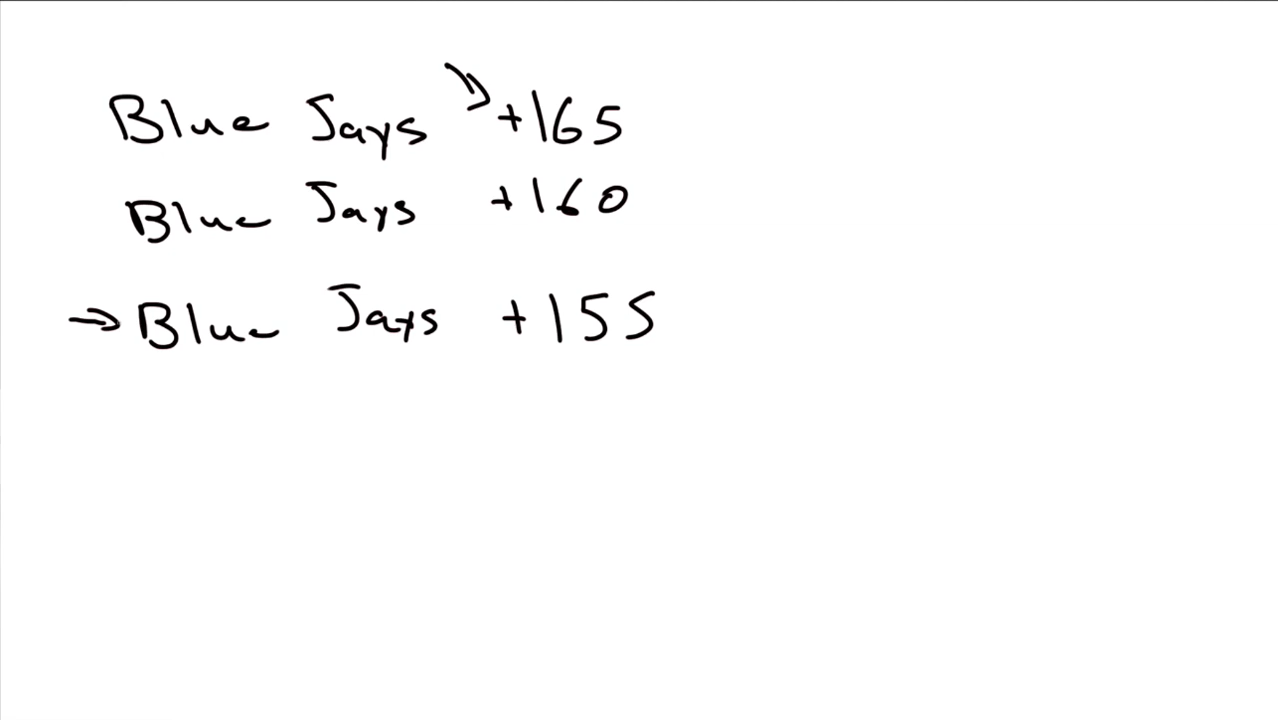 Blue Jays +165
Blue Jays +160
→ Blue Jays +155